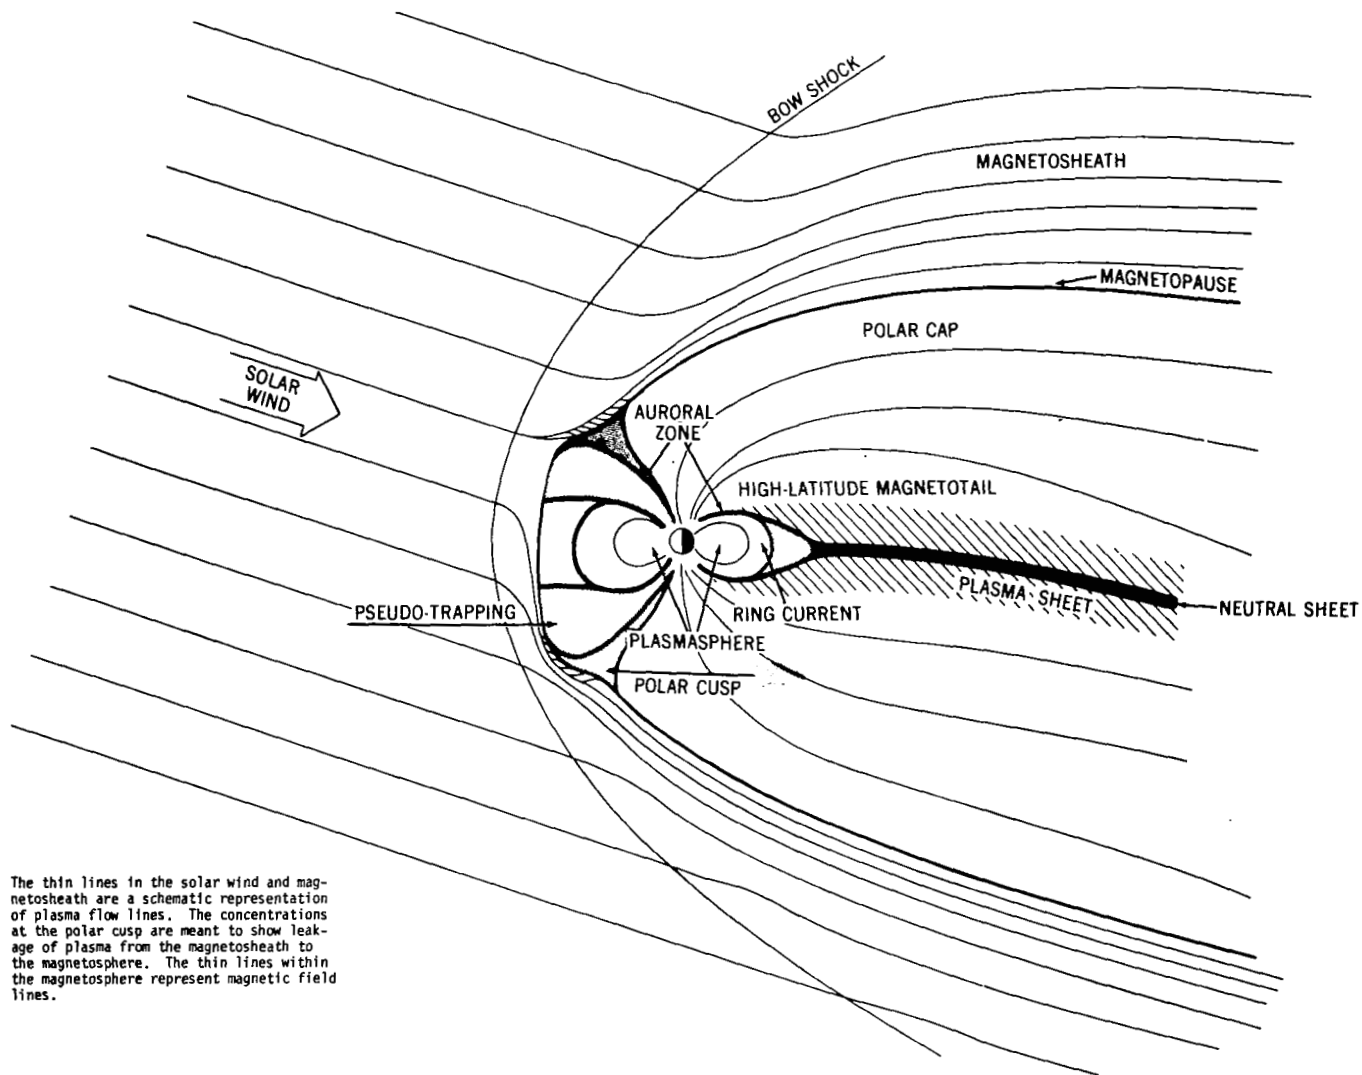 BOW SHOCK
MAGNETOSHEATH
MAGNETOPAUSE
POLAR CAP
SOLAR
WIND
AURORAL
ZONE
HIGH-LATITUDE MAGNETOTAIL
PLASMA SHEET
NEUTRAL SHEET
PSEUDO-TRAPPING
RING CURRENT
PLASMASPHERE
POLAR CUSP
The thin lines in the solar wind and mag-
netosheath are a schematic representation
of plasma flow lines. The concentrations
at the polar cusp are meant to show leak-
age of plasma from the magnetosheath to
the magnetosphere. The thin lines within
the magnetosphere represent magnetic field
lines.